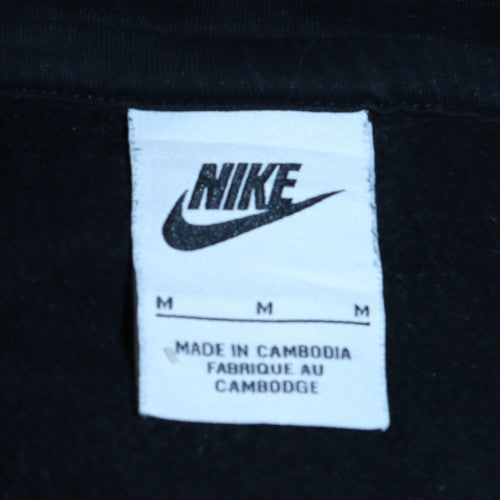 NIKE
M M M
MADE IN CAMBODIA
FABRIQUE AU
CAMBODGE